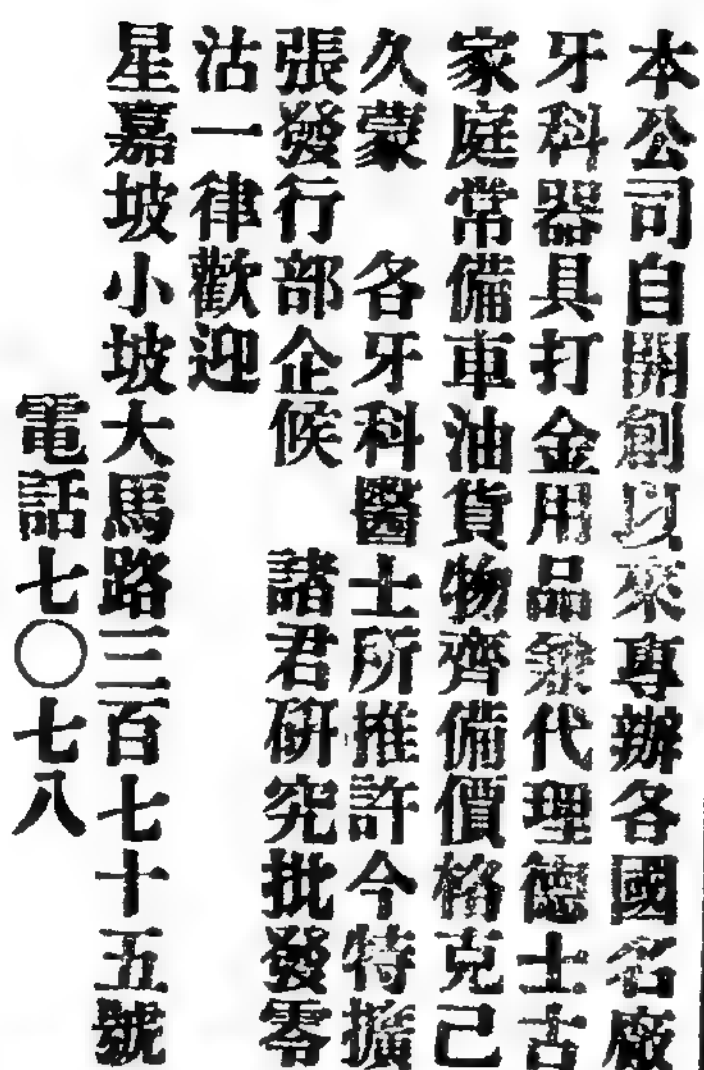 本公司自開創以來專辦各國名廠
牙科器具打金用品兼代理德士古
家庭常備車油貨物齊備價格克己
久蒙　各牙科醫士所推許今特擴
張發行部企候　諸君硏究批發零
沽一律歡迎
星嘉坡小坡大馬路三百七十五號
電話七〇七八